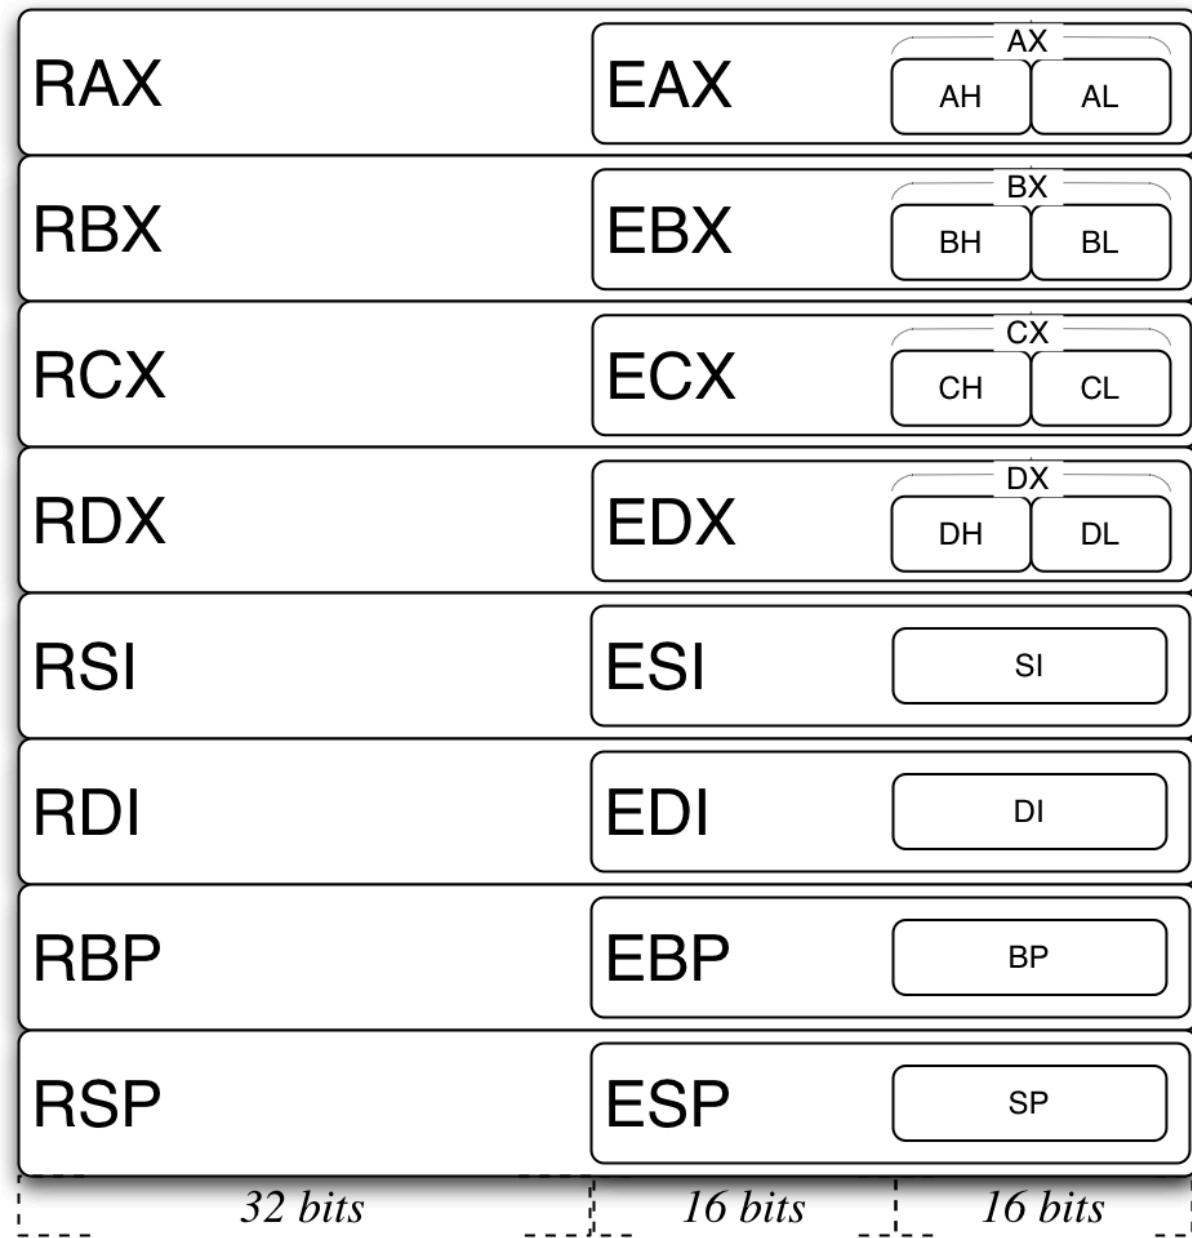 RAX EAX AX
AH AL
RBX EBX BX
BH BL
RCX ECX CX
CH CL
RDX EDX DX
DH DL
RSI ESI SI
RDI EDI DI
RBP EBP BP
RSP ESP SP
32 bits 16 bits 16 bits